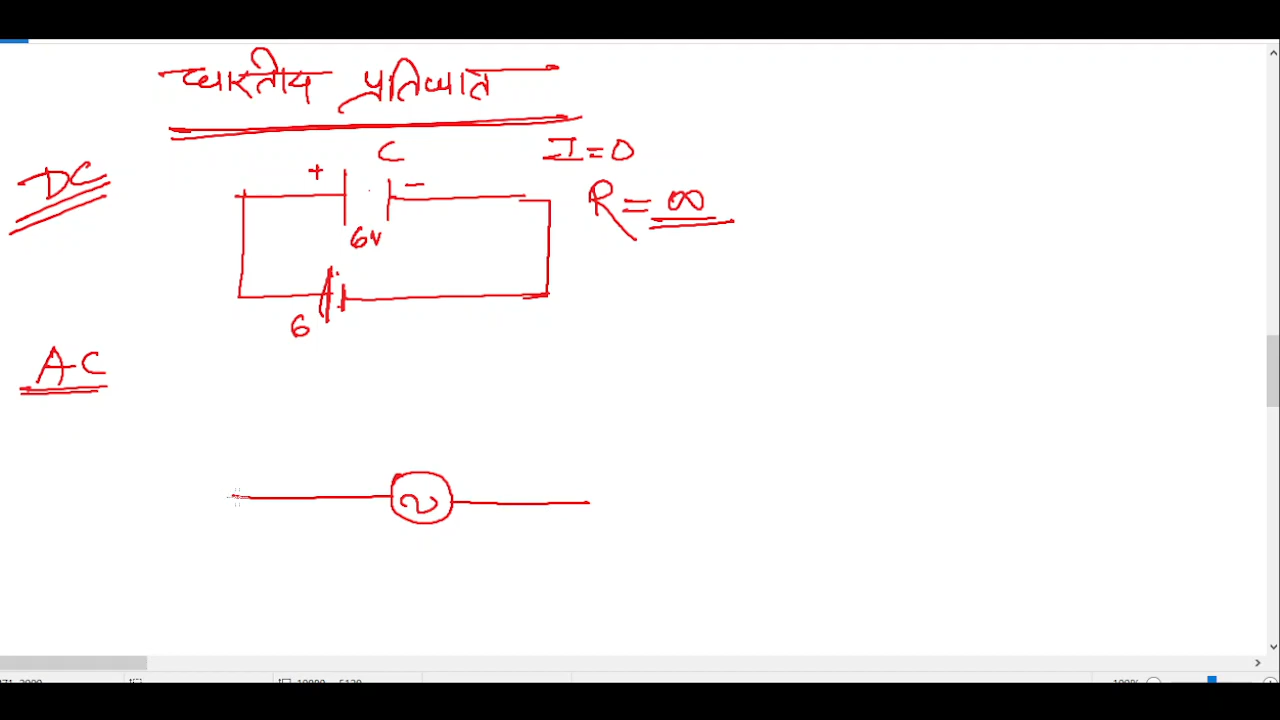 धारतीय प्रतिघात
DC
+ C -
I=0
R=∞
6v
6
AC
~